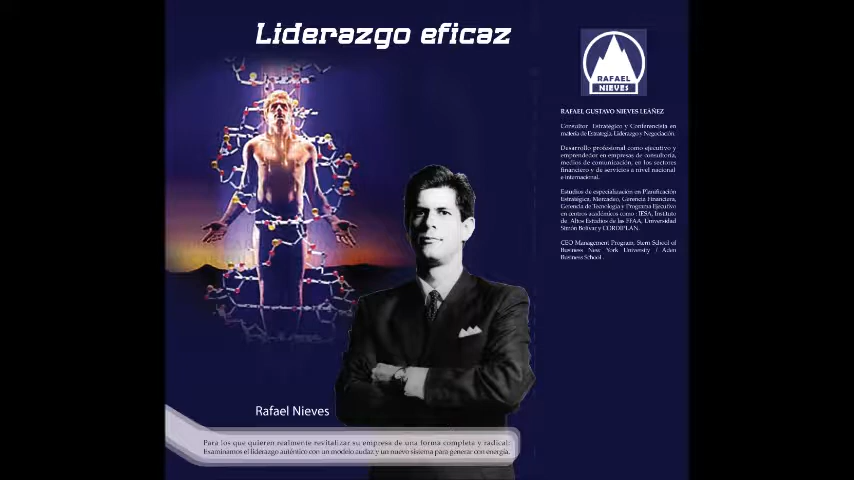 Liderazgo eficaz
RAFAEL
NIEVES
RAFAEL GUSTAVO NIEVES LEAÑEZ
Consultor Estratégico y Conferencista en
materia de Estrategia, Liderazgo y Negociación.
Desarrollo profesional como ejecutivo y
emprendedor en empresas de consultoría,
medios de comunicación, en los sectores
financiero y de servicios a nivel nacional
e internacional.
Estudios de especialización en Planificación
Estratégica, Mercadeo, Gerencia Financiera,
Gerencia de Tecnología y Programa Ejecutivo
en centros académicos como : IESA, Instituto
de Altos Estudios de las FFAA, Universidad
Simón Bolívar y CORDIPLAN.
CEO Management Program, Stern School of
Business New York University / Aden
Business School .
Rafael Nieves
Para los que quieren realmente revitalizar su empresa de una forma completa y radical:
Examinamos el liderazgo auténtico con un modelo audaz y un nuevo sistema para generar con energía.